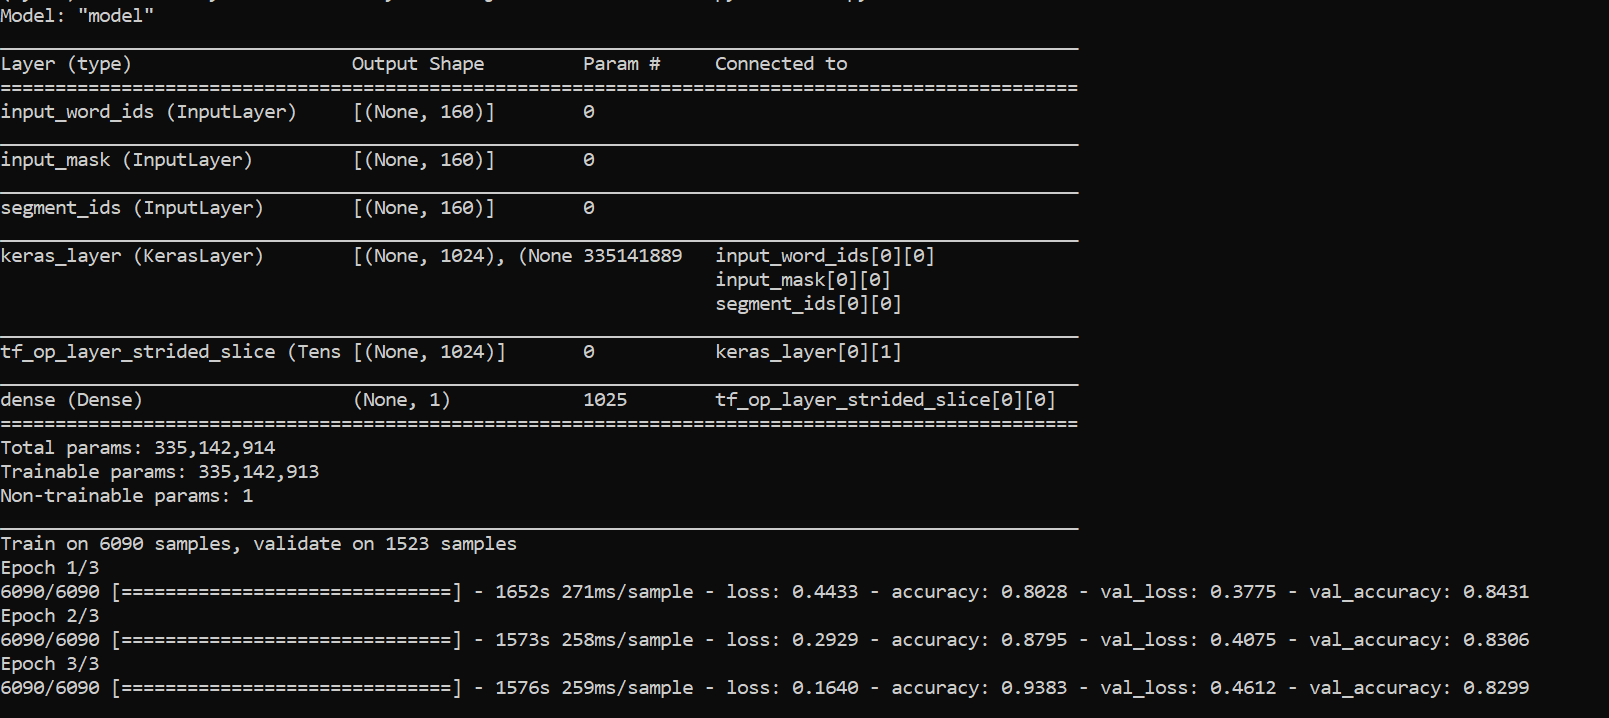 Model: "model"
Layer (type) Output Shape Param # Connected to
==================================================================================================
input_word_ids (InputLayer) [(None, 160)] 0
input_mask (InputLayer) [(None, 160)] 0
segment_ids (InputLayer) [(None, 160)] 0
keras_layer (KerasLayer) [(None, 1024), (None 335141889 input_word_ids[0][0]
input_mask[0][0]
segment_ids[0][0]
tf_op_layer_strided_slice (Tens [(None, 1024)] 0 keras_layer[0][1]
dense (Dense) (None, 1) 1025 tf_op_layer_strided_slice[0][0]
==================================================================================================
Total params: 335,142,914
Trainable params: 335,142,913
Non-trainable params: 1
Train on 6090 samples, validate on 1523 samples
Epoch 1/3
6090/6090 [==============================] - 1652s 271ms/sample - loss: 0.4433 - accuracy: 0.8028 - val_loss: 0.3775 - val_accuracy: 0.8431
Epoch 2/3
6090/6090 [==============================] - 1573s 258ms/sample - loss: 0.2929 - accuracy: 0.8795 - val_loss: 0.4075 - val_accuracy: 0.8306
Epoch 3/3
6090/6090 [==============================] - 1576s 259ms/sample - loss: 0.1640 - accuracy: 0.9383 - val_loss: 0.4612 - val_accuracy: 0.8299